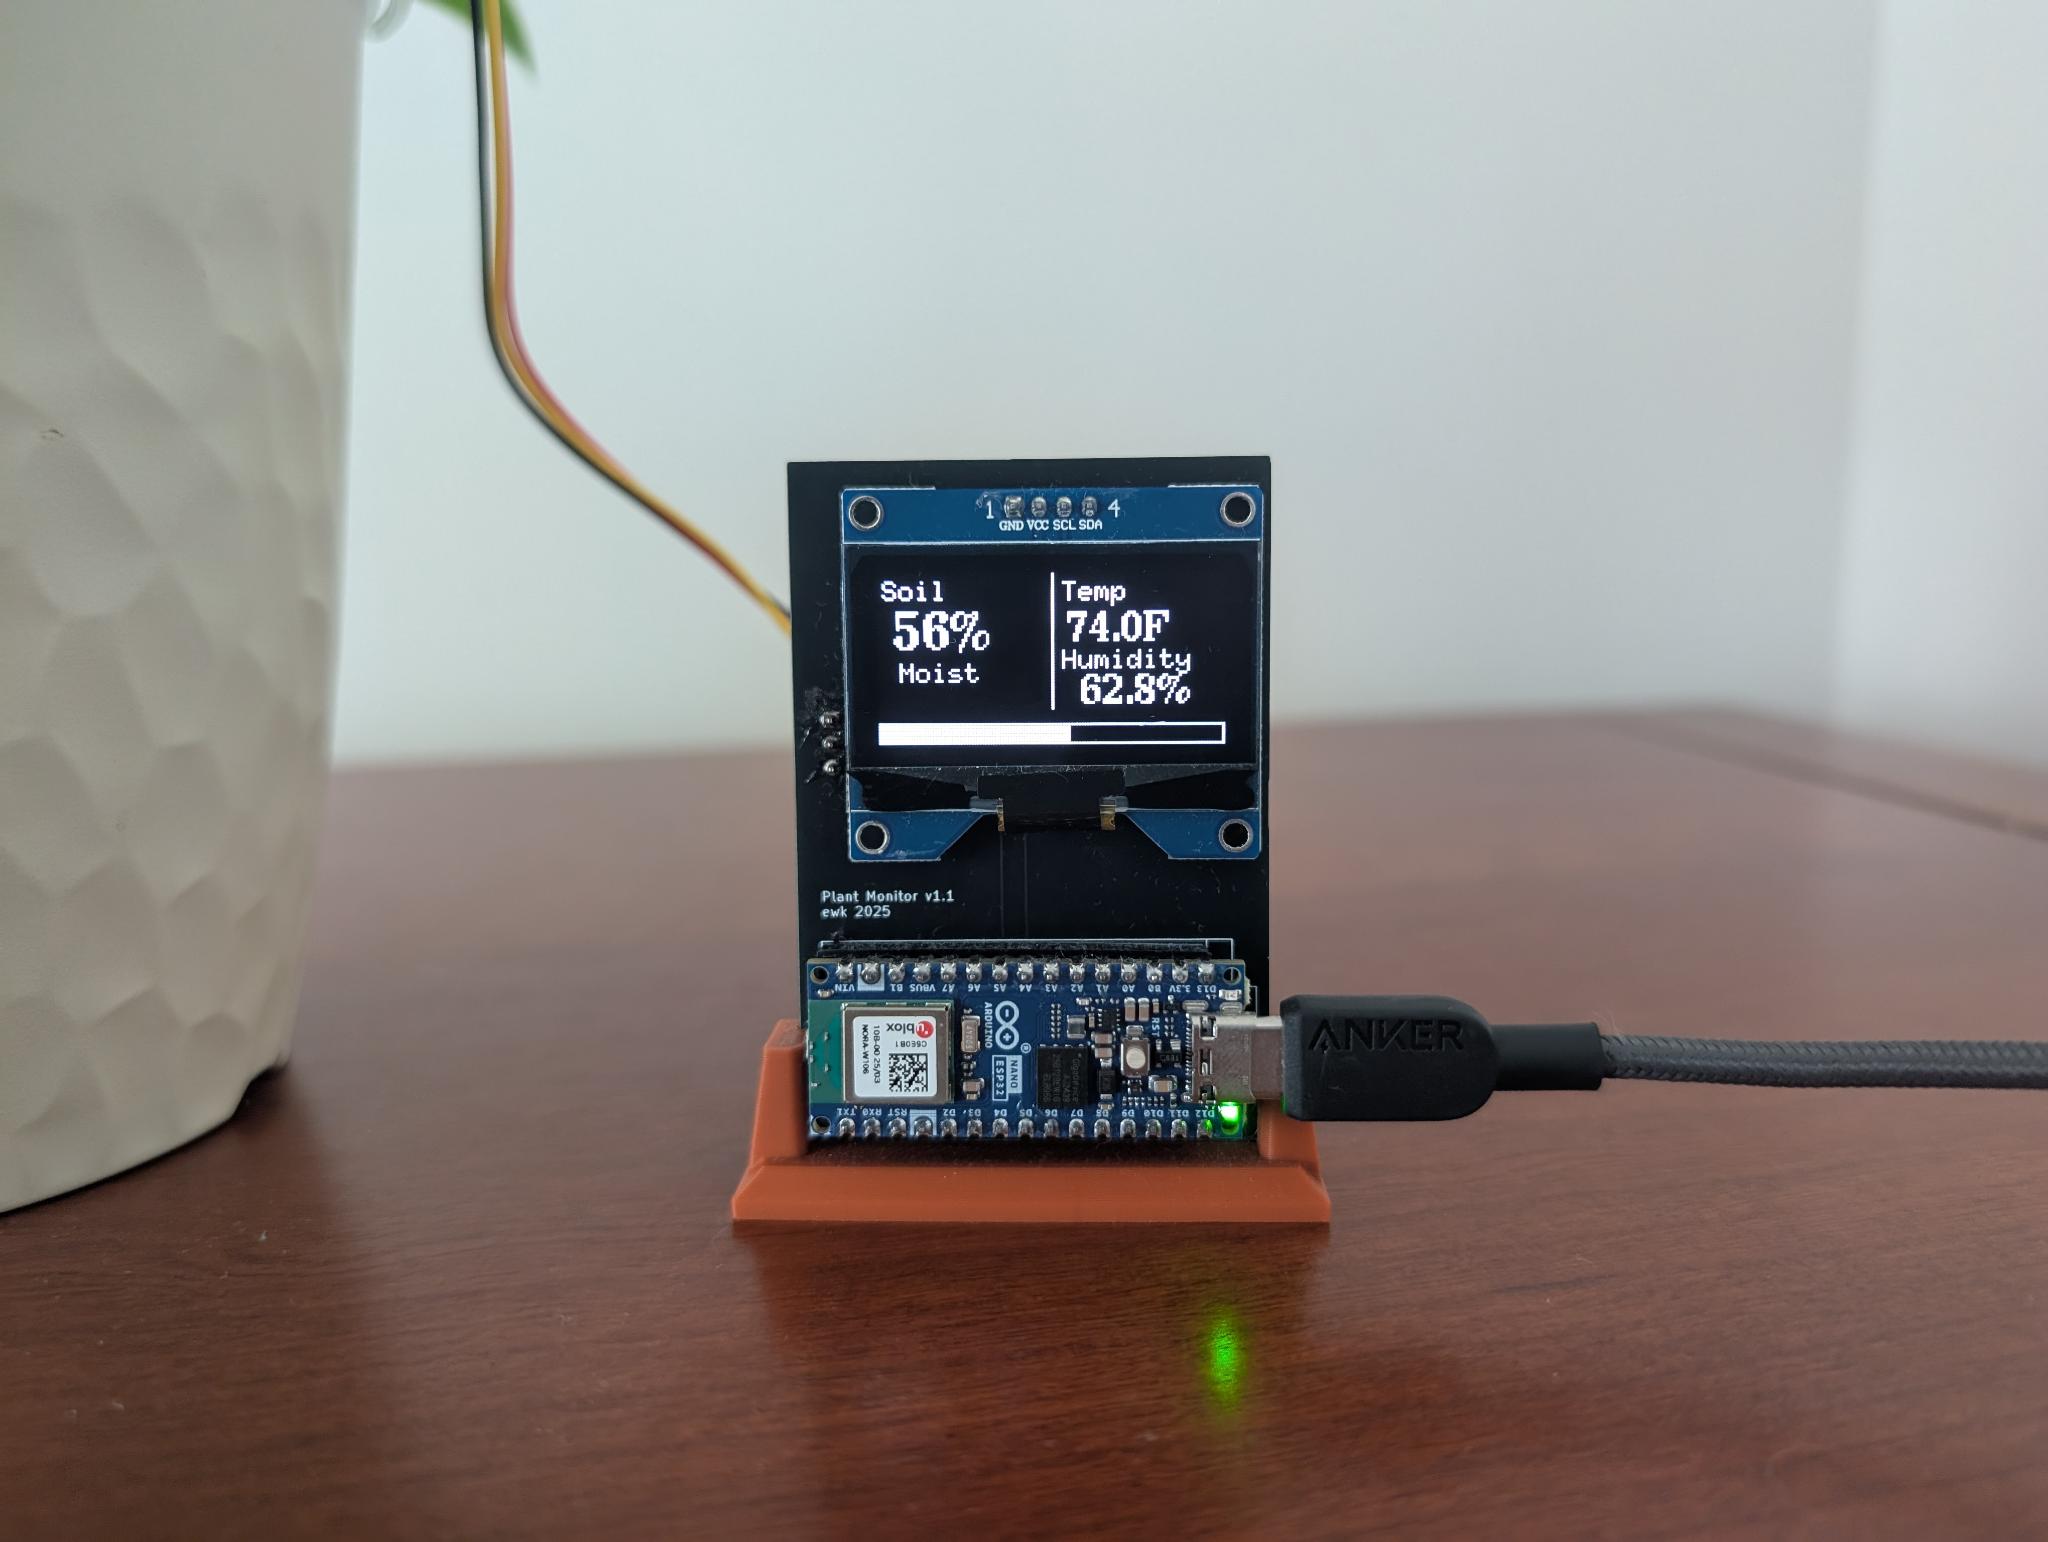 1 4
GND VCC SCL SDA
Soil
56%
Moist
Temp
74.0F
Humidity
62.8%
Plant Monitor v1.1
ewk 2025
VIN B1 VBUS A7 A6 A5 A4 A3 A2 A1 A0 B0 3.3V D13
ublox
C5E0B1
10B-00 25/03
NORA-W106
ARDUINO
NANO
ESP32
RST
ANKER
TX1 RX0 RST D2 D3 D4 D5 D6 D7 D8 D9 D10 D11 D12